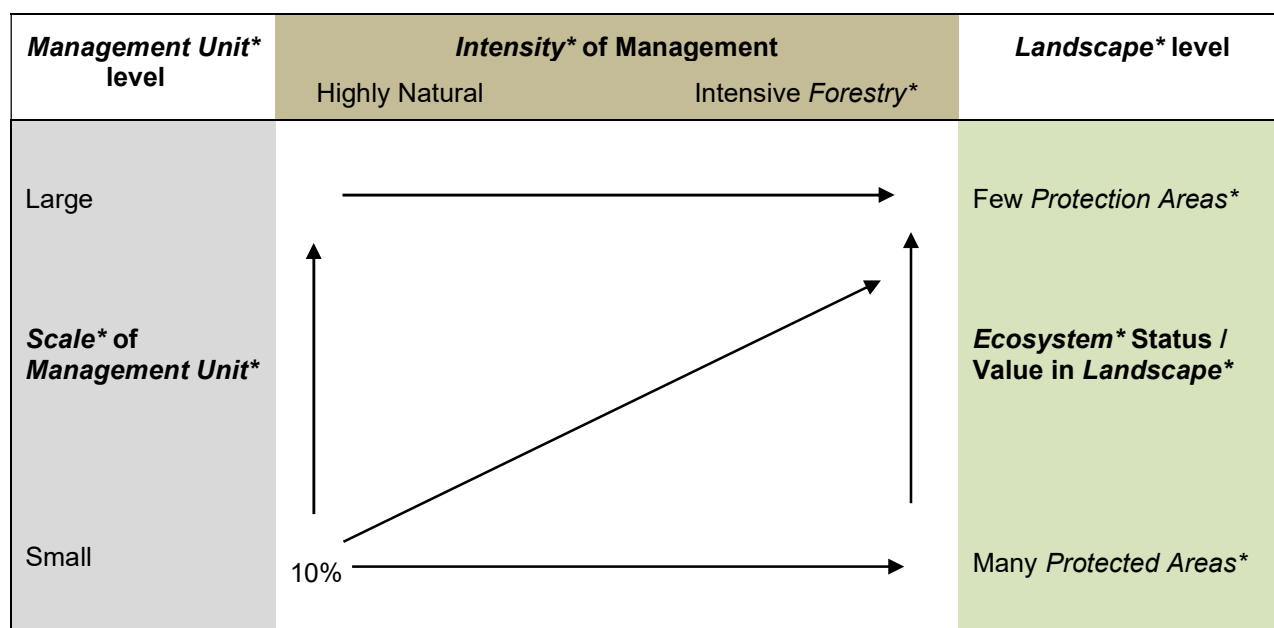 Management Unit*
level
Intensity* of Management
Highly Natural
Intensive Forestry*
Landscape* level
Large
Few Protection Areas*
Scale* of
Management Unit*
Ecosystem* Status /
Value in Landscape*
Small
10%
Many Protected Areas*